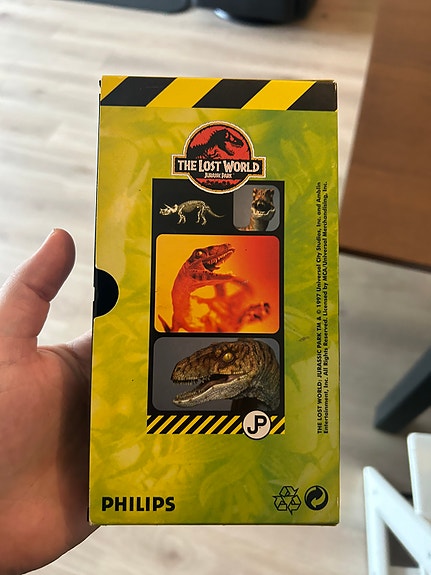 THE LOST WORLD
JURASSIC PARK
THE LOST WORLD: JURASSIC PARK TM & © 1997 Universal City Studios, Inc. and Amblin
Entertainment, Inc. All Rights Reserved. Licensed by MCA/Universal Merchandising, Inc.
JP
PHILIPS